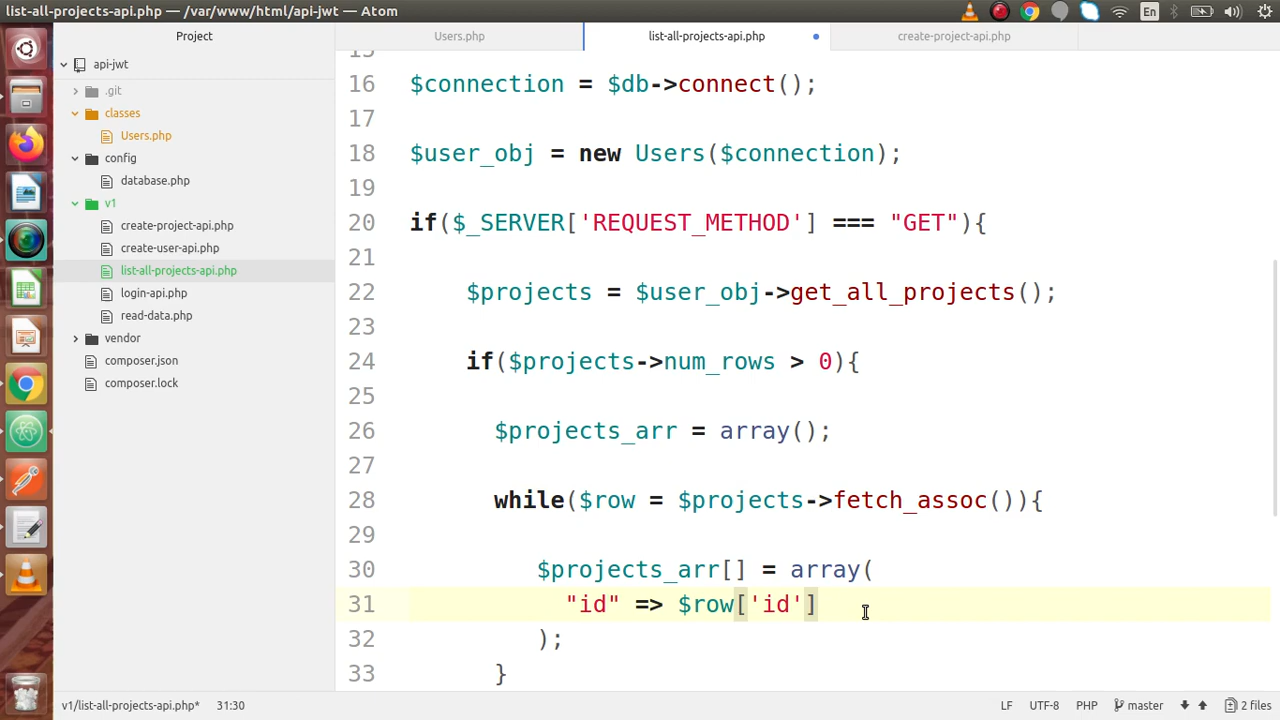 list-all-projects-api.php — /var/www/html/api-jwt — Atom
En
Project
Users.php
list-all-projects-api.php
create-project-api.php
api-jwt
.git
classes
Users.php
config
database.php
v1
create-project-api.php
create-user-api.php
list-all-projects-api.php
login-api.php
read-data.php
vendor
composer.json
composer.lock
15
16 $connection = $db->connect();
17
18 $user_obj = new Users($connection);
19
20 if($_SERVER['REQUEST_METHOD'] === "GET"){
21
22 $projects = $user_obj->get_all_projects();
23
24 if($projects->num_rows > 0){
25
26 $projects_arr = array();
27
28 while($row = $projects->fetch_assoc()){
29
30 $projects_arr[] = array(
31 "id" => $row['id']
32 );
33 }
v1/list-all-projects-api.php* 31:30
LF UTF-8 PHP master 2 files